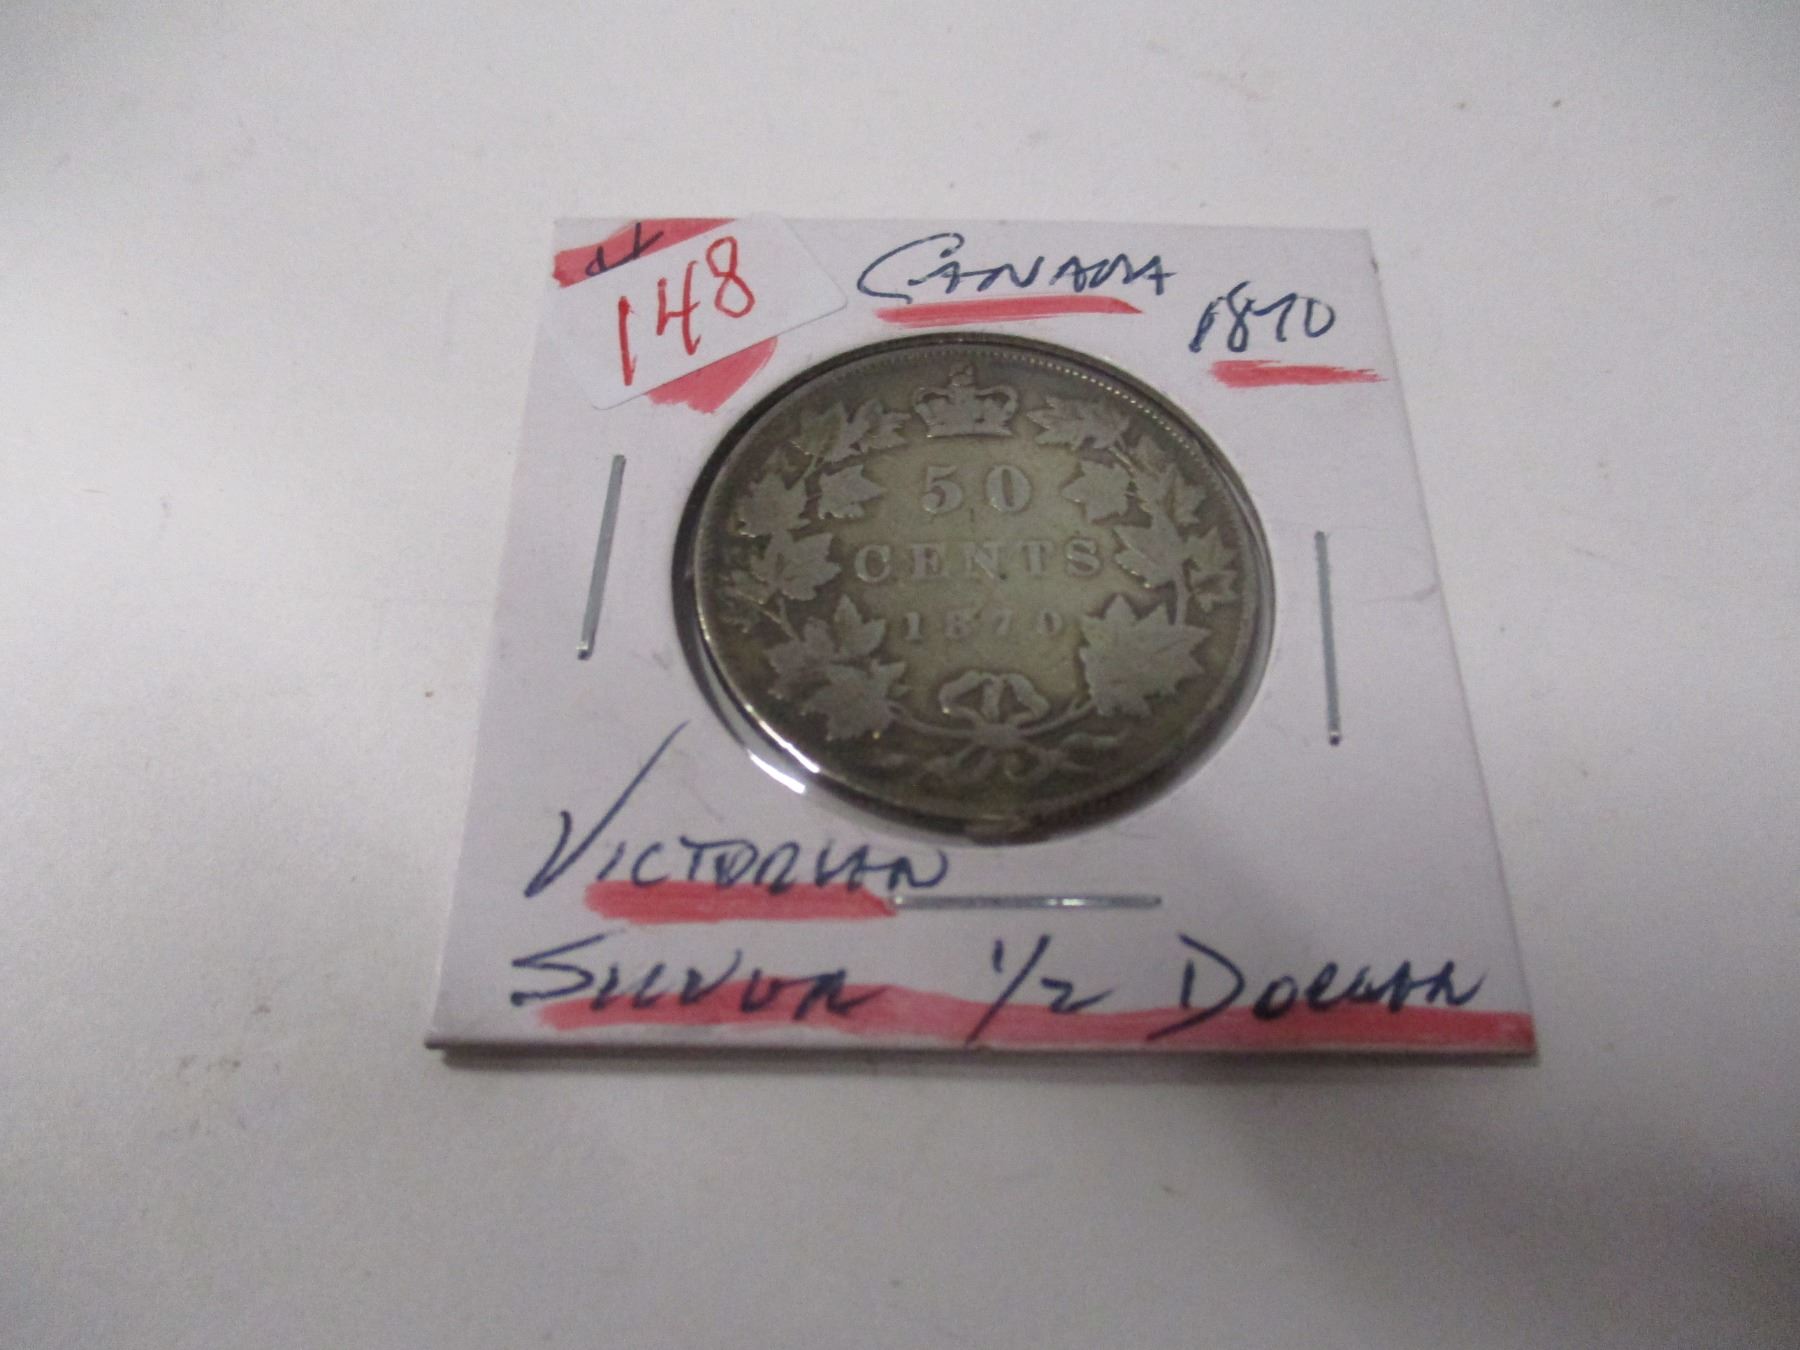 148
CANADA
1870
50
CENTS
1870
VICTORIAN
SILVER 1/2 DOLLAR